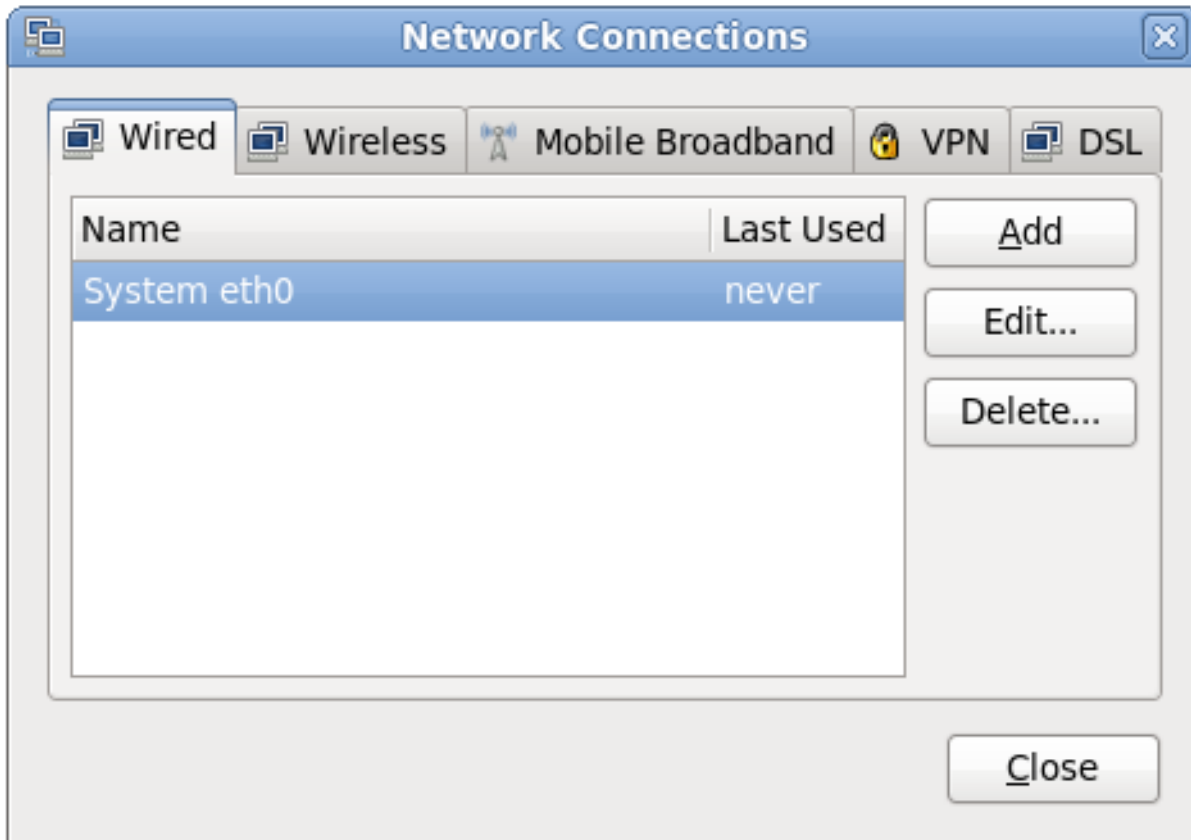 Network Connections
Wired Wireless Mobile Broadband VPN DSL
Name Last Used
System eth0 never
Add
Edit...
Delete...
Close